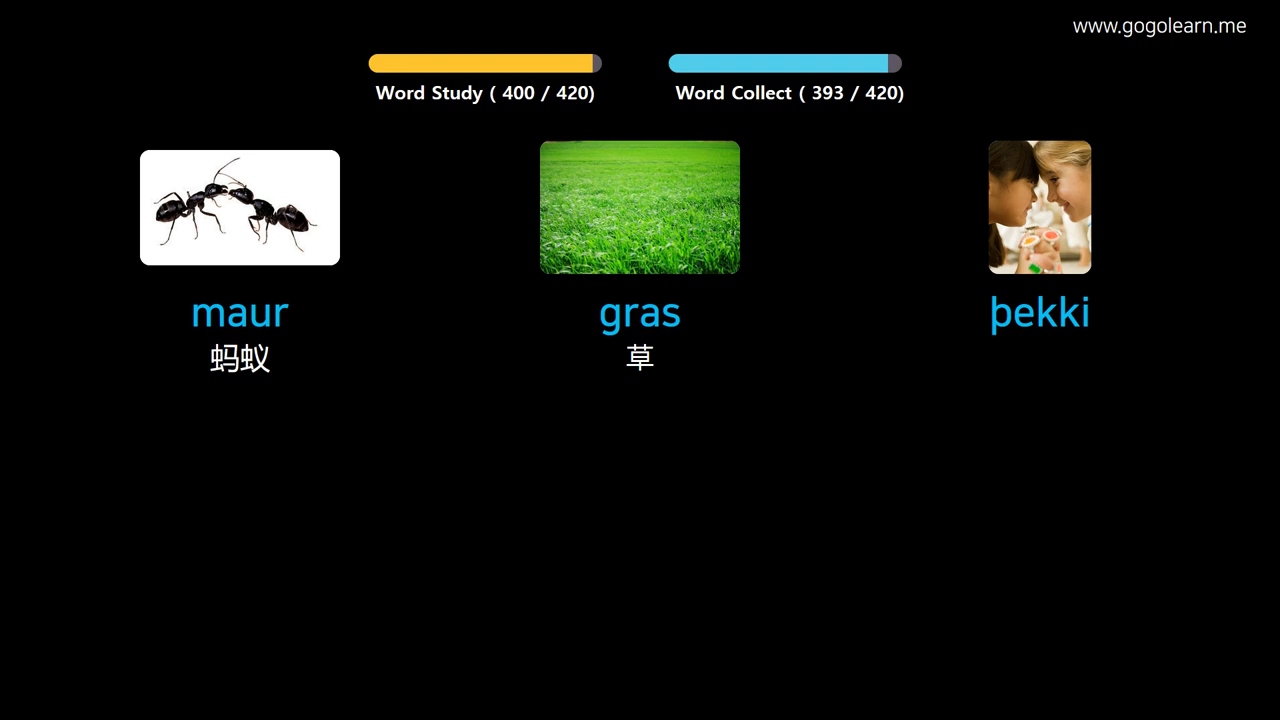 www.gogolearn.me
Word Study ( 400 / 420)
Word Collect ( 393 / 420)
maur
gras
þekki
蚂蚁
草